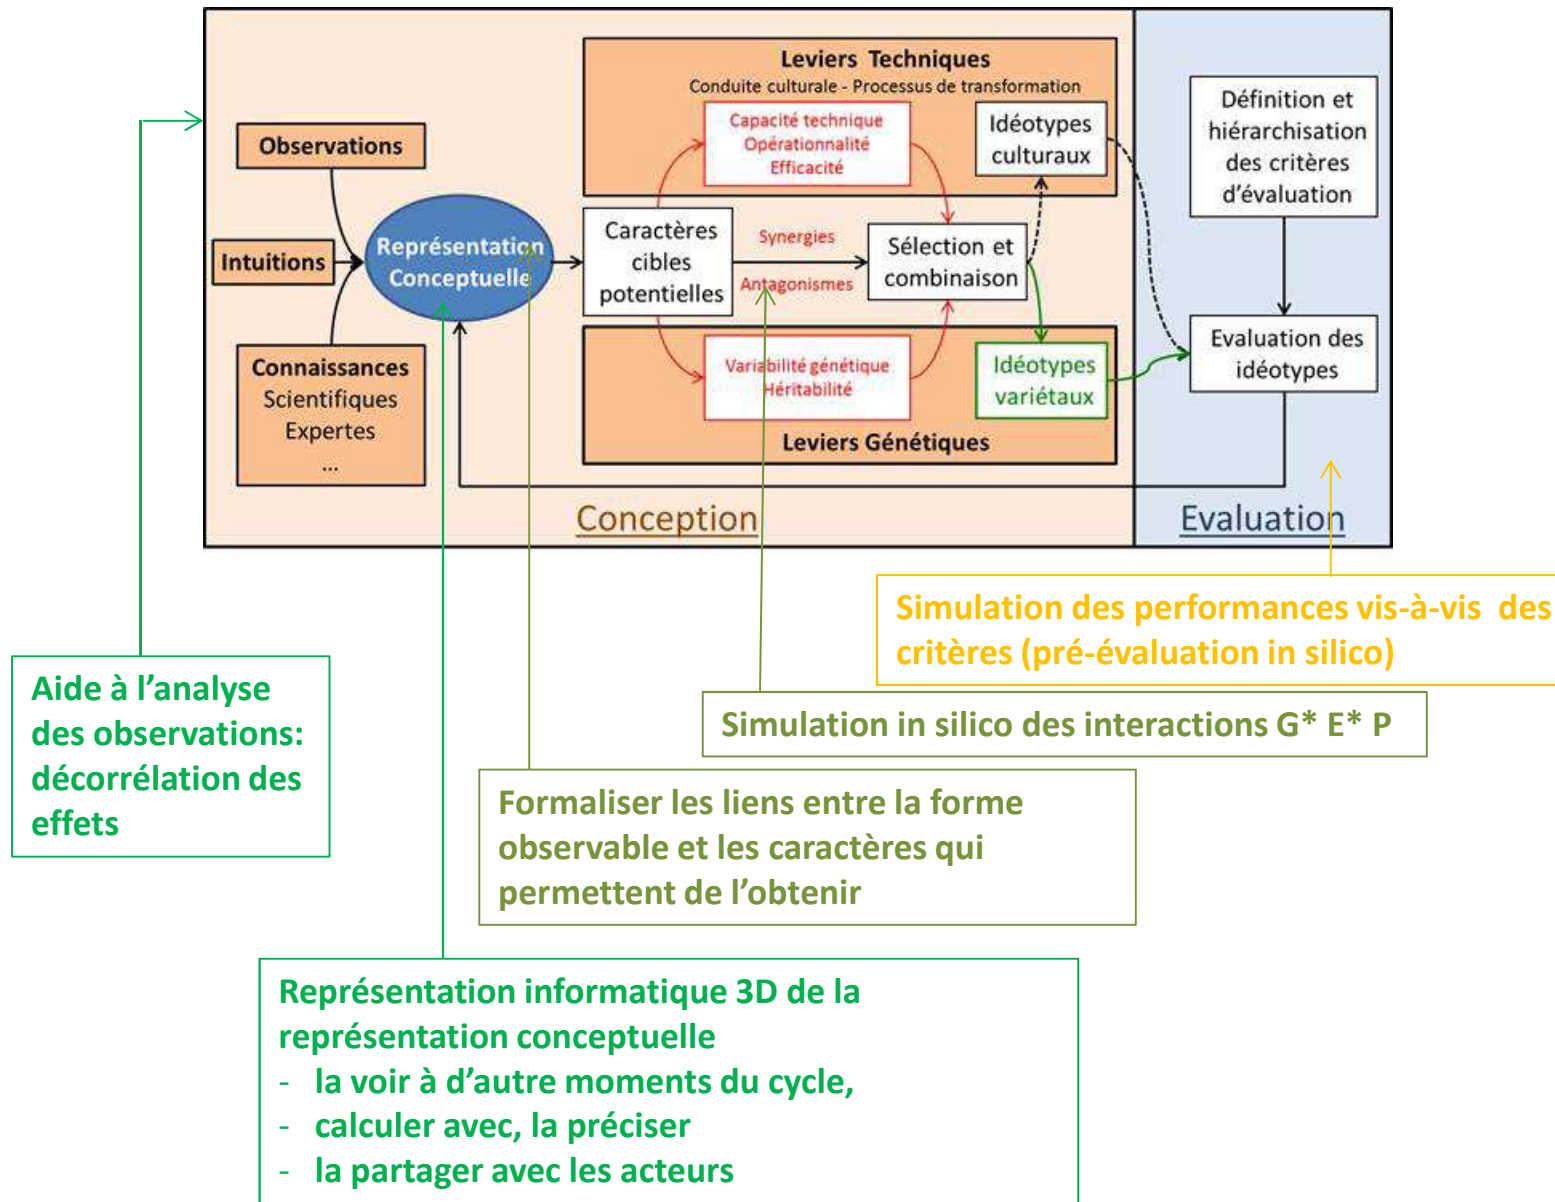 Leviers Techniques
Conduite culturale - Processus de transformation
Capacité technique
Opérationnalité
Efficacité
Idéotypes
culturaux
Définition et
hiérarchisation
des critères
d'évaluation
Observations
Intuitions
Représentation
Conceptuelle
Caractères
cibles
potentielles
Synergies
Antagonismes
Sélection et
combinaison
Connaissances
Scientifiques
Expertes
...
Variabilité génétique
Héritabilité
Idéotypes
variétaux
Leviers Génétiques
Evaluation des
idéotypes
Conception
Evaluation
Simulation des performances vis-à-vis des
critères (pré-évaluation in silico)
Aide à l’analyse
des observations:
décorrélation des
effets
Simulation in silico des interactions G* E* P
Formaliser les liens entre la forme
observable et les caractères qui
permettent de l’obtenir
Représentation informatique 3D de la
représentation conceptuelle
- la voir à d’autre moments du cycle,
- calculer avec, la préciser
- la partager avec les acteurs